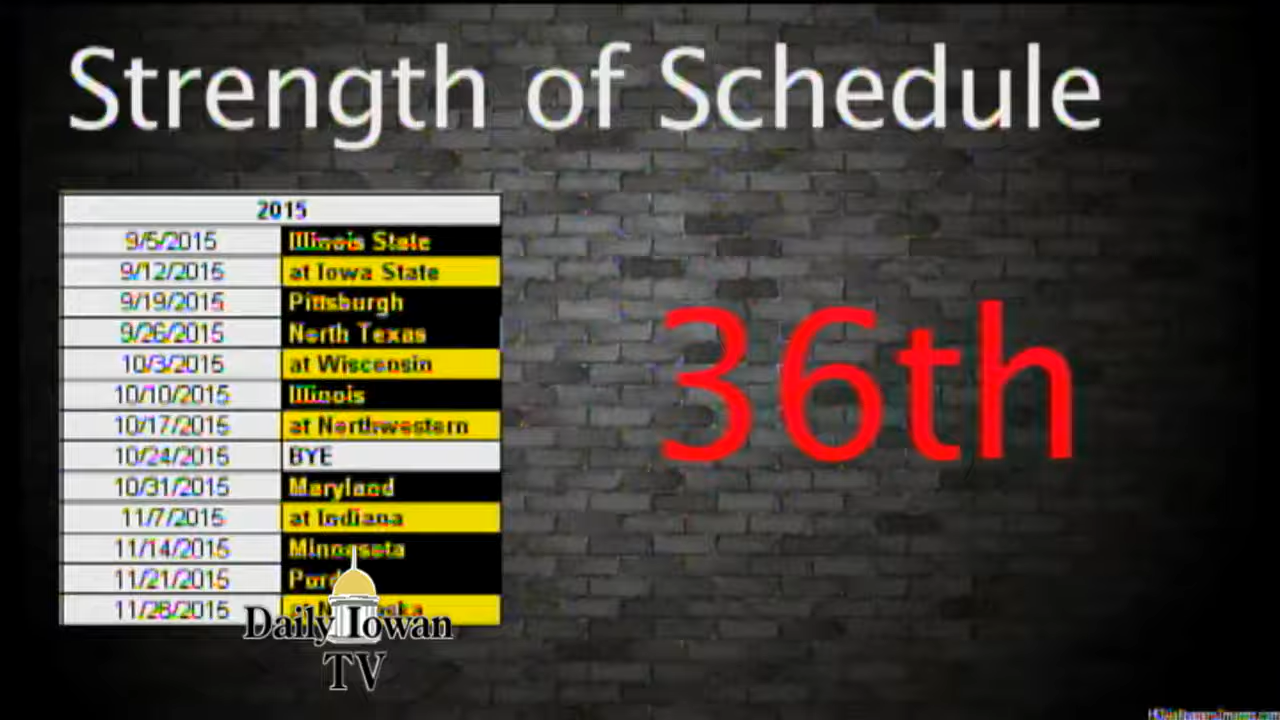 Strength of Schedule
2015
9/5/2015 Illinois State
9/12/2015 at Iowa State
9/19/2015 Pittsburgh
9/26/2015 North Texas
10/3/2015 at Wisconsin
10/10/2015 Illinois
10/17/2015 at Northwestern
10/24/2015 BYE
10/31/2015 Maryland
11/7/2015 at Indiana
11/14/2015 Minnesota
11/21/2015
11/28/2015 at
36th
Daily Iowan
TV